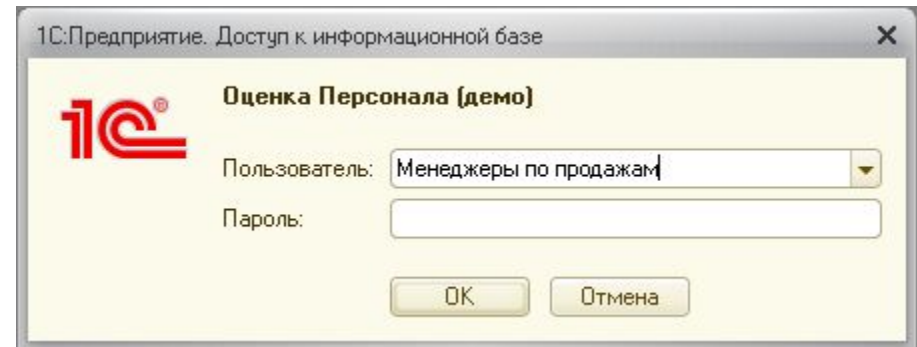 1С:Предприятие. Доступ к информационной базе
1С®
Оценка Персонала (демо)
Пользователь: Менеджеры по продажам
Пароль:
OK Отмена